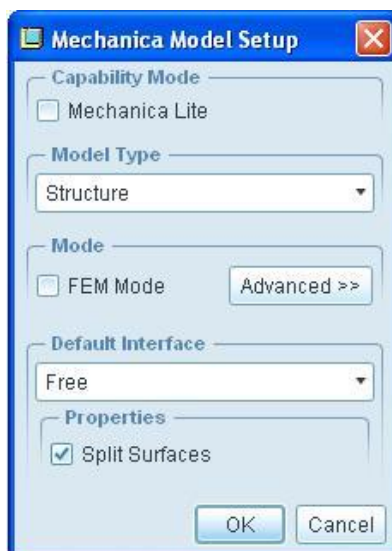 Mechanica Model Setup
Capability Mode
Mechanica Lite
Model Type
Structure
Mode
FEM Mode
Advanced >>
Default Interface
Free
Properties
Split Surfaces
OK
Cancel